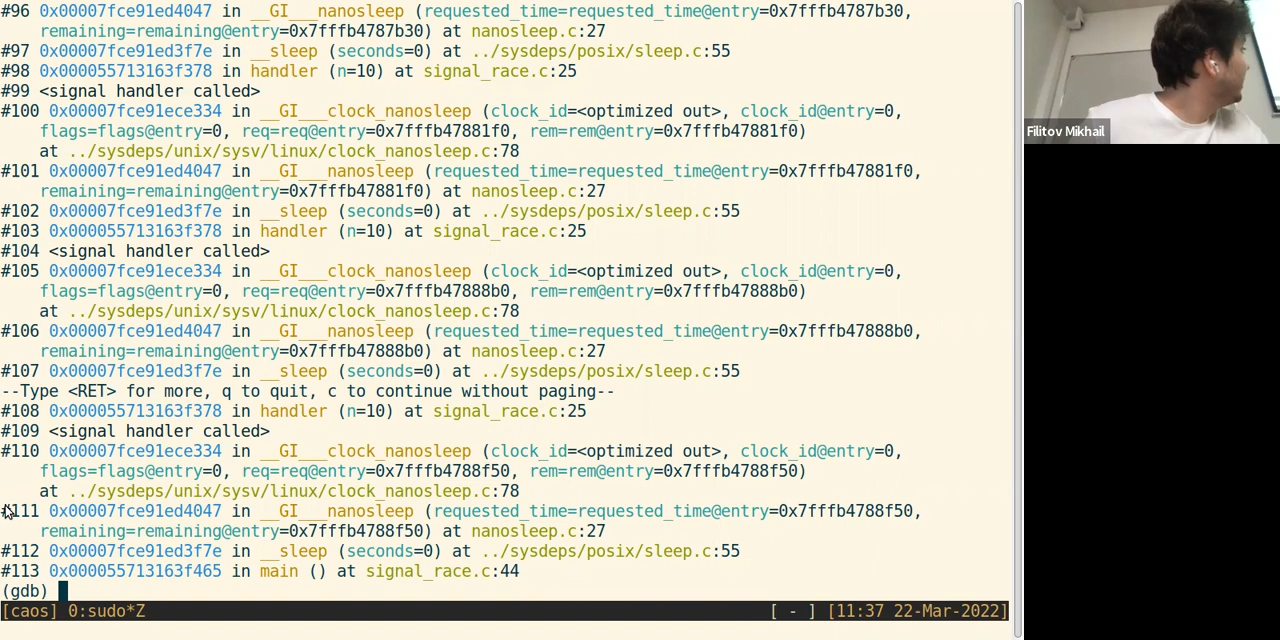 #96 0x00007fce91ed4047 in __GI___nanosleep (requested_time=requested_time@entry=0x7fffb4787b30,
    remaining=remaining@entry=0x7fffb4787b30) at nanosleep.c:27
#97 0x00007fce91ed3f7e in __sleep (seconds=0) at ../sysdeps/posix/sleep.c:55
#98 0x000055713163f378 in handler (n=10) at signal_race.c:25
#99 <signal handler called>
#100 0x00007fce91ece334 in __GI___clock_nanosleep (clock_id=<optimized out>, clock_id@entry=0,
    flags=flags@entry=0, req=req@entry=0x7fffb47881f0, rem=rem@entry=0x7fffb47881f0)
    at ../sysdeps/unix/sysv/linux/clock_nanosleep.c:78
#101 0x00007fce91ed4047 in __GI___nanosleep (requested_time=requested_time@entry=0x7fffb47881f0,
    remaining=remaining@entry=0x7fffb47881f0) at nanosleep.c:27
#102 0x00007fce91ed3f7e in __sleep (seconds=0) at ../sysdeps/posix/sleep.c:55
#103 0x000055713163f378 in handler (n=10) at signal_race.c:25
#104 <signal handler called>
#105 0x00007fce91ece334 in __GI___clock_nanosleep (clock_id=<optimized out>, clock_id@entry=0,
    flags=flags@entry=0, req=req@entry=0x7fffb47888b0, rem=rem@entry=0x7fffb47888b0)
    at ../sysdeps/unix/sysv/linux/clock_nanosleep.c:78
#106 0x00007fce91ed4047 in __GI___nanosleep (requested_time=requested_time@entry=0x7fffb47888b0,
    remaining=remaining@entry=0x7fffb47888b0) at nanosleep.c:27
#107 0x00007fce91ed3f7e in __sleep (seconds=0) at ../sysdeps/posix/sleep.c:55
--Type <RET> for more, q to quit, c to continue without paging--
#108 0x000055713163f378 in handler (n=10) at signal_race.c:25
#109 <signal handler called>
#110 0x00007fce91ece334 in __GI___clock_nanosleep (clock_id=<optimized out>, clock_id@entry=0,
    flags=flags@entry=0, req=req@entry=0x7fffb4788f50, rem=rem@entry=0x7fffb4788f50)
    at ../sysdeps/unix/sysv/linux/clock_nanosleep.c:78
#111 0x00007fce91ed4047 in __GI___nanosleep (requested_time=requested_time@entry=0x7fffb4788f50,
    remaining=remaining@entry=0x7fffb4788f50) at nanosleep.c:27
#112 0x00007fce91ed3f7e in __sleep (seconds=0) at ../sysdeps/posix/sleep.c:55
#113 0x000055713163f465 in main () at signal_race.c:44
(gdb)
[caos] 0:sudo*Z [ - ] [11:37 22-Mar-2022]
Filitov Mikhail